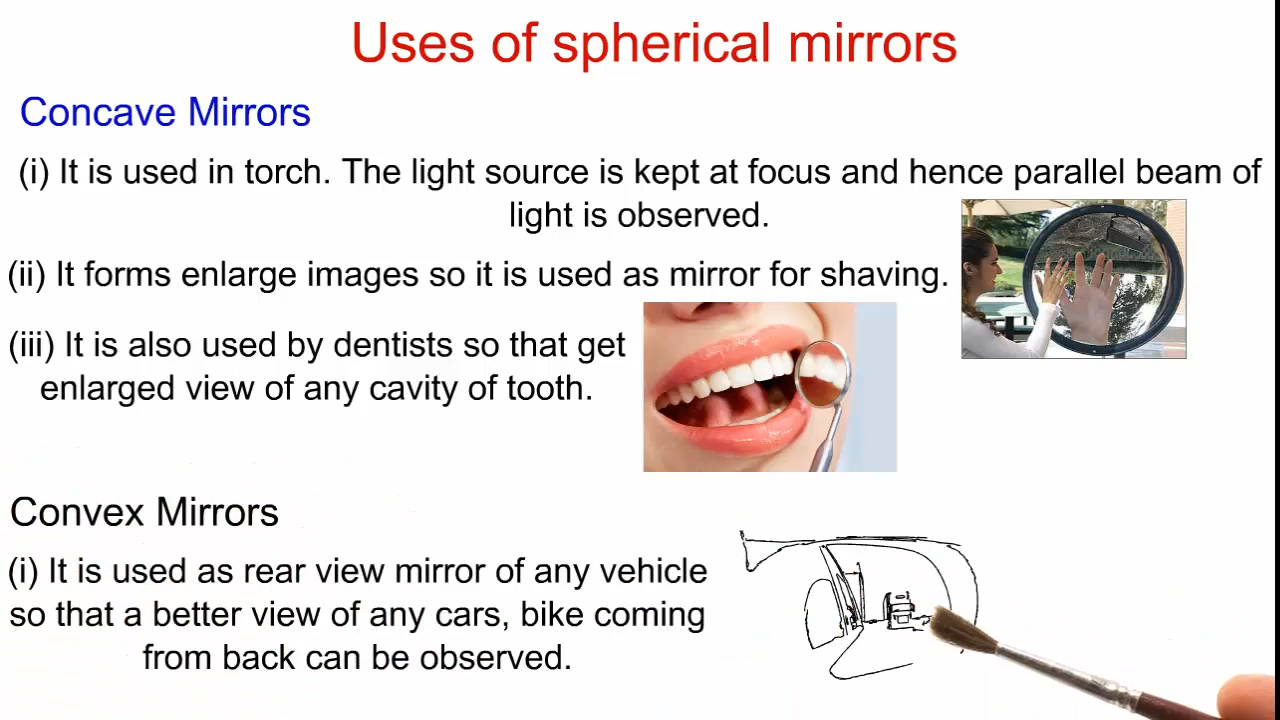 Uses of spherical mirrors
Concave Mirrors
(i) It is used in torch. The light source is kept at focus and hence parallel beam of
light is observed.
(ii) It forms enlarge images so it is used as mirror for shaving.
(iii) It is also used by dentists so that get
enlarged view of any cavity of tooth.
Convex Mirrors
(i) It is used as rear view mirror of any vehicle
so that a better view of any cars, bike coming
from back can be observed.